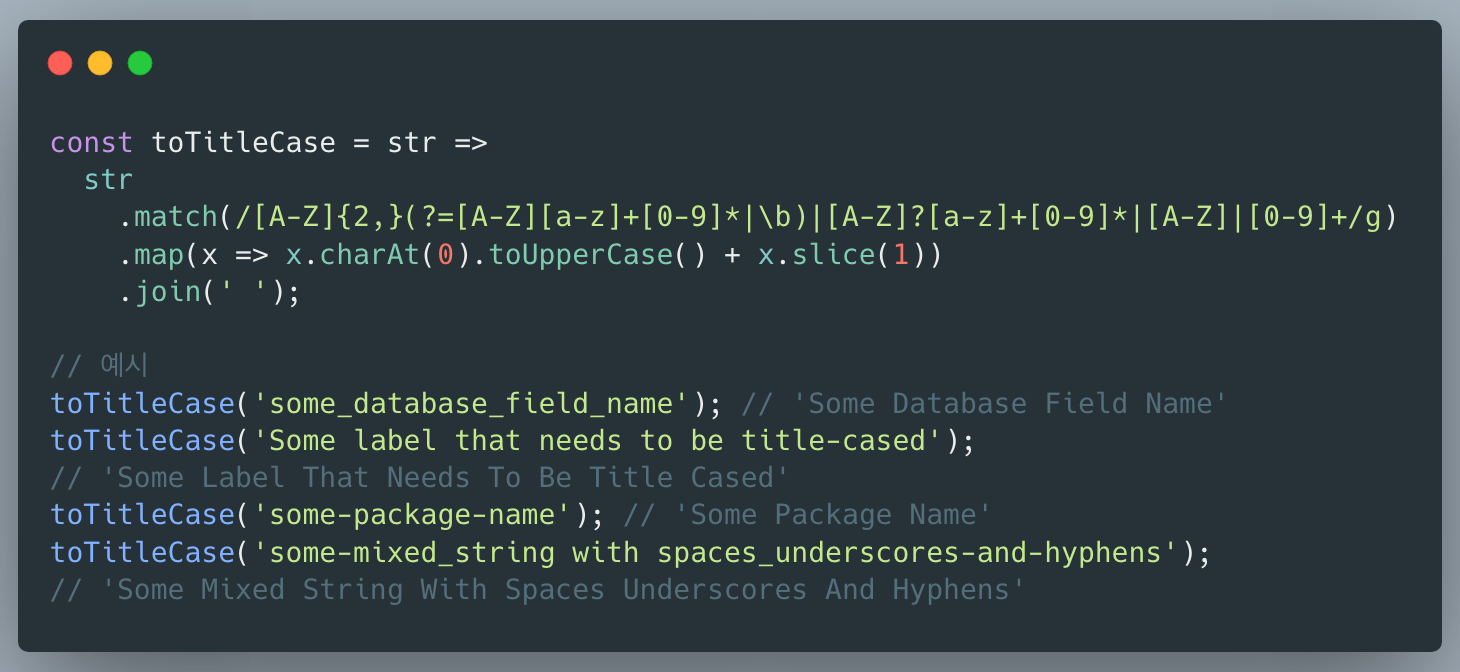 const toTitleCase = str =>
  str
    .match(/[A-Z]{2,}(?=[A-Z][a-z]+[0-9]*|\b)|[A-Z]?[a-z]+[0-9]*|[A-Z]|[0-9]+/g)
    .map(x => x.charAt(0).toUpperCase() + x.slice(1))
    .join(' ');

// 예시
toTitleCase('some_database_field_name'); // 'Some Database Field Name'
toTitleCase('Some label that needs to be title-cased');
// 'Some Label That Needs To Be Title Cased'
toTitleCase('some-package-name'); // 'Some Package Name'
toTitleCase('some-mixed_string with spaces_underscores-and-hyphens');
// 'Some Mixed String With Spaces Underscores And Hyphens'